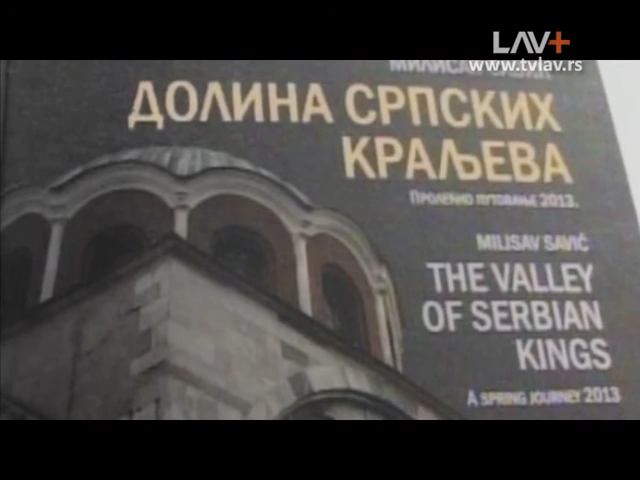 LAV+
www.tvlav.rs
ДОЛИНА СРПСКИХ
КРАЉЕВА
Пролећно путовање 2013.
MILISAV SAVIĆ
THE VALLEY
OF SERBIAN
KINGS
A SPRING JOURNEY 2013